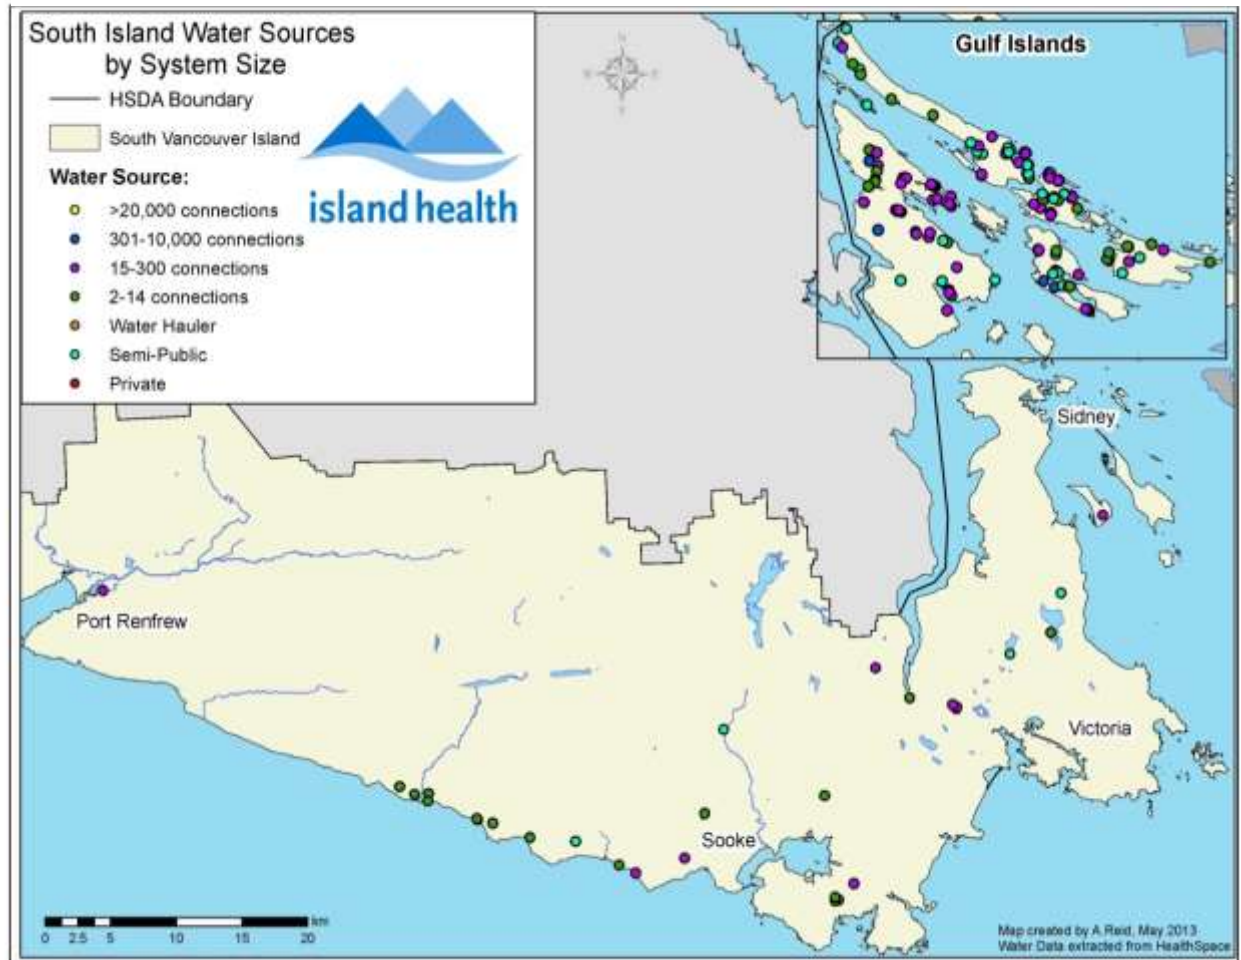 South Island Water Sources
by System Size
HSDA Boundary
South Vancouver Island
Water Source:
>20,000 connections
301-10,000 connections
15-300 connections
2-14 connections
Water Hauler
Semi-Public
Private
island health
N
Gulf Islands
Sidney
Port Renfrew
Victoria
Sooke
km
0 2.5 5 10 15 20
Map created by A.Reid, May 2013
Water Data extracted from HealthSpace